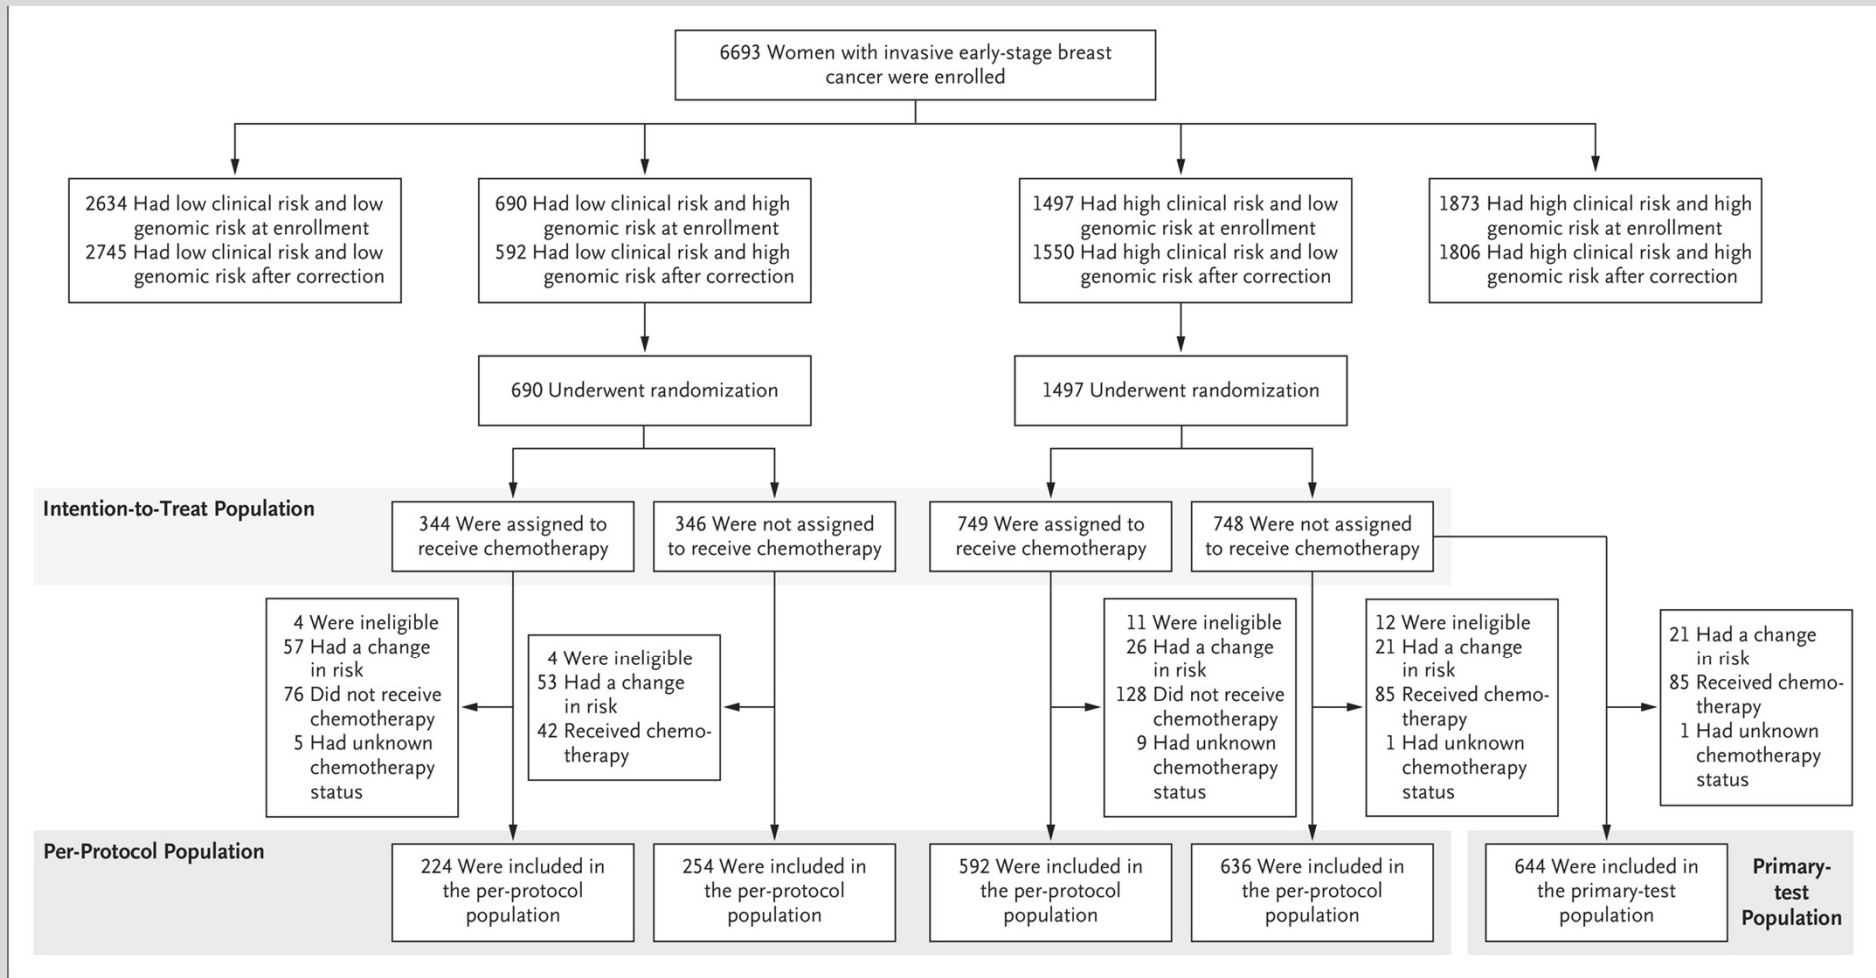 6693 Women with invasive early-stage breast
cancer were enrolled
2634 Had low clinical risk and low
genomic risk at enrollment
2745 Had low clinical risk and low
genomic risk after correction
690 Had low clinical risk and high
genomic risk at enrollment
592 Had low clinical risk and high
genomic risk after correction
1497 Had high clinical risk and low
genomic risk at enrollment
1550 Had high clinical risk and low
genomic risk after correction
1873 Had high clinical risk and high
genomic risk at enrollment
1806 Had high clinical risk and high
genomic risk after correction
690 Underwent randomization
1497 Underwent randomization
Intention-to-Treat Population
344 Were assigned to
receive chemotherapy
346 Were not assigned
to receive chemotherapy
749 Were assigned to
receive chemotherapy
748 Were not assigned
to receive chemotherapy
4 Were ineligible
57 Had a change
in risk
76 Did not receive
chemotherapy
5 Had unknown
chemotherapy
status
4 Were ineligible
53 Had a change
in risk
42 Received chemo-
therapy
11 Were ineligible
26 Had a change
in risk
128 Did not receive
chemotherapy
9 Had unknown
chemotherapy
status
12 Were ineligible
21 Had a change
in risk
85 Received chemo-
therapy
1 Had unknown
chemotherapy
status
21 Had a change
in risk
85 Received chemo-
therapy
1 Had unknown
chemotherapy
status
Per-Protocol Population
224 Were included in
the per-protocol
population
254 Were included in
the per-protocol
population
592 Were included in
the per-protocol
population
636 Were included in
the per-protocol
population
644 Were included in
the primary-test
population
Primary-
test
Population